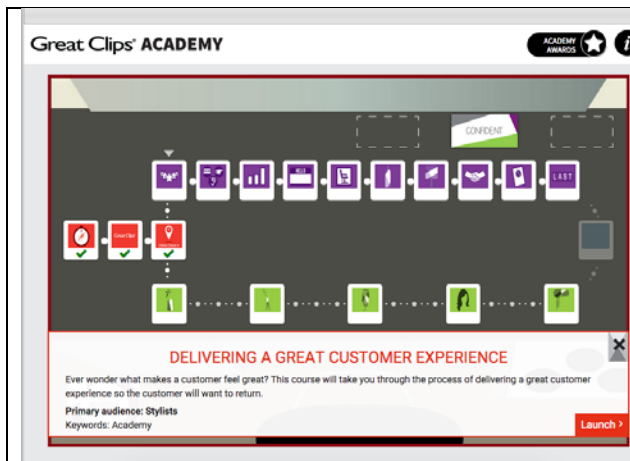 Great Clips® ACADEMY
ACADEMY
AWARDS
i
CONFIDENT
HELLO
LAST
Great Clips
DELIVERING A GREAT CUSTOMER EXPERIENCE
Ever wonder what makes a customer feel great? This course will take you through the process of delivering a great customer
experience so the customer will want to return.
Primary audience: Stylists
Keywords: Academy
Launch >